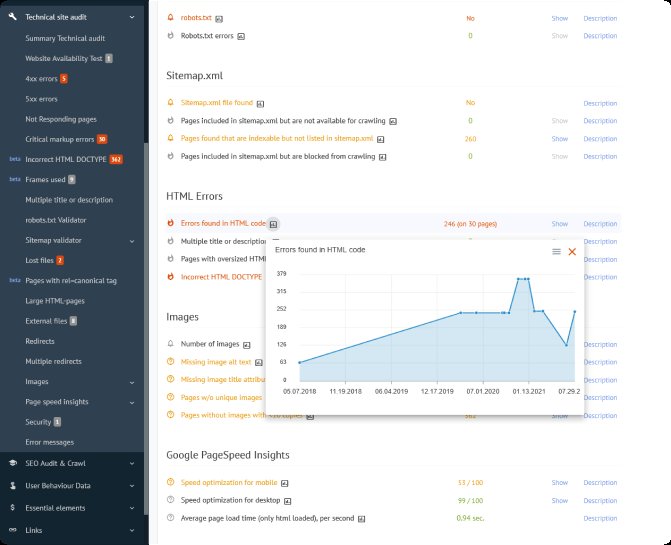 Technical site audit
Summary Technical audit
Website Availability Test 1
4xx errors 5
5xx errors
Not Responding pages
Critical markup errors 30
beta Incorrect HTML DOCTYPE 362
beta Frames used 9
Multiple title or description
robots.txt Validator
Sitemap validator
Lost files 2
beta Pages with rel=canonical tag
Large HTML-pages
External files 8
Redirects
Multiple redirects
Images
Page speed insights
Security 1
Error messages
SEO Audit & Crawl
User Behaviour Data
Essential elements
Links
robots.txt No Show Description
Robots.txt errors 0 Show Description
Sitemap.xml
Sitemap.xml file found No Description
Pages included in sitemap.xml but are not available for crawling 0 Show Description
Pages found that are indexable but not listed in sitemap.xml 260 Show Description
Pages included in sitemap.xml but are blocked from crawling 0 Show Description
HTML Errors
Errors found in HTML code 246 (on 30 pages) Show Description
Multiple title or description Description
Pages with oversized HTML Description
Incorrect HTML DOCTYPE Description
Errors found in HTML code
379
315
252
189
126
63
0
05.07.2018 11.19.2018 06.04.2019 12.17.2019 07.01.2020 01.13.2021 07.29.2
Images
Number of images Description
Missing image alt text Description
Missing image title Description
Pages w/o unique images Description
Pages without images with Description
Google PageSpeed Insights
Speed optimization for mobile 53 / 100 Show Description
Speed optimization for desktop 99 / 100 Show Description
Average page load time (only html loaded), per second 0.94 sec. Description